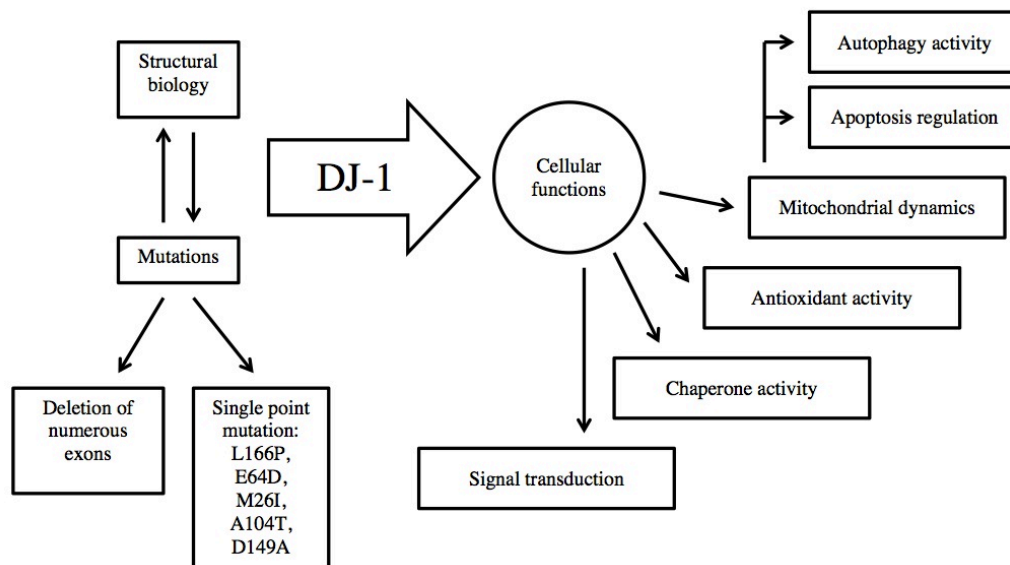 Structural
biology
Mutations
Deletion of
numerous
exons
Single point
mutation:
L166P,
E64D,
M26I,
A104T,
D149A
DJ-1
Cellular
functions
Autophagy activity
Apoptosis regulation
Mitochondrial dynamics
Antioxidant activity
Chaperone activity
Signal transduction